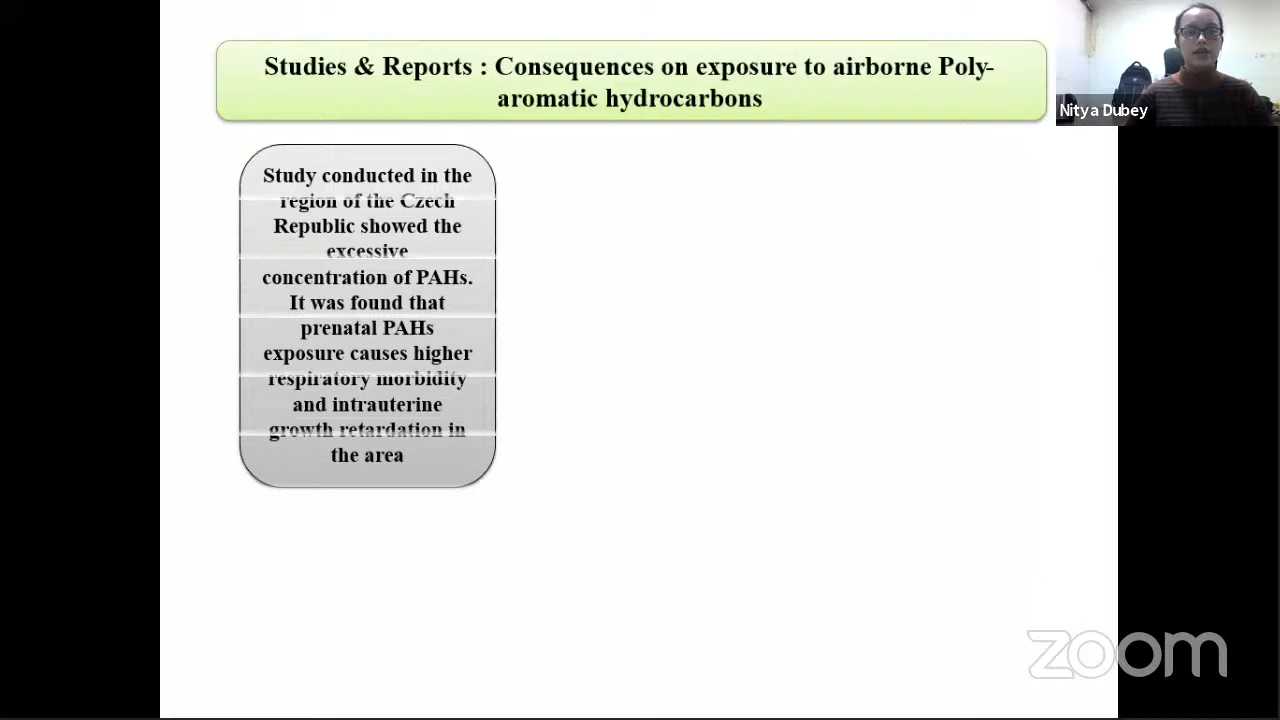 Studies & Reports : Consequences on exposure to airborne Poly-
aromatic hydrocarbons
Nitya Dubey
Study conducted in the
region of the Czech
Republic showed the
excessive
concentration of PAHs.
It was found that
prenatal PAHs
exposure causes higher
respiratory morbidity
and intrauterine
growth retardation in
the area
zoom